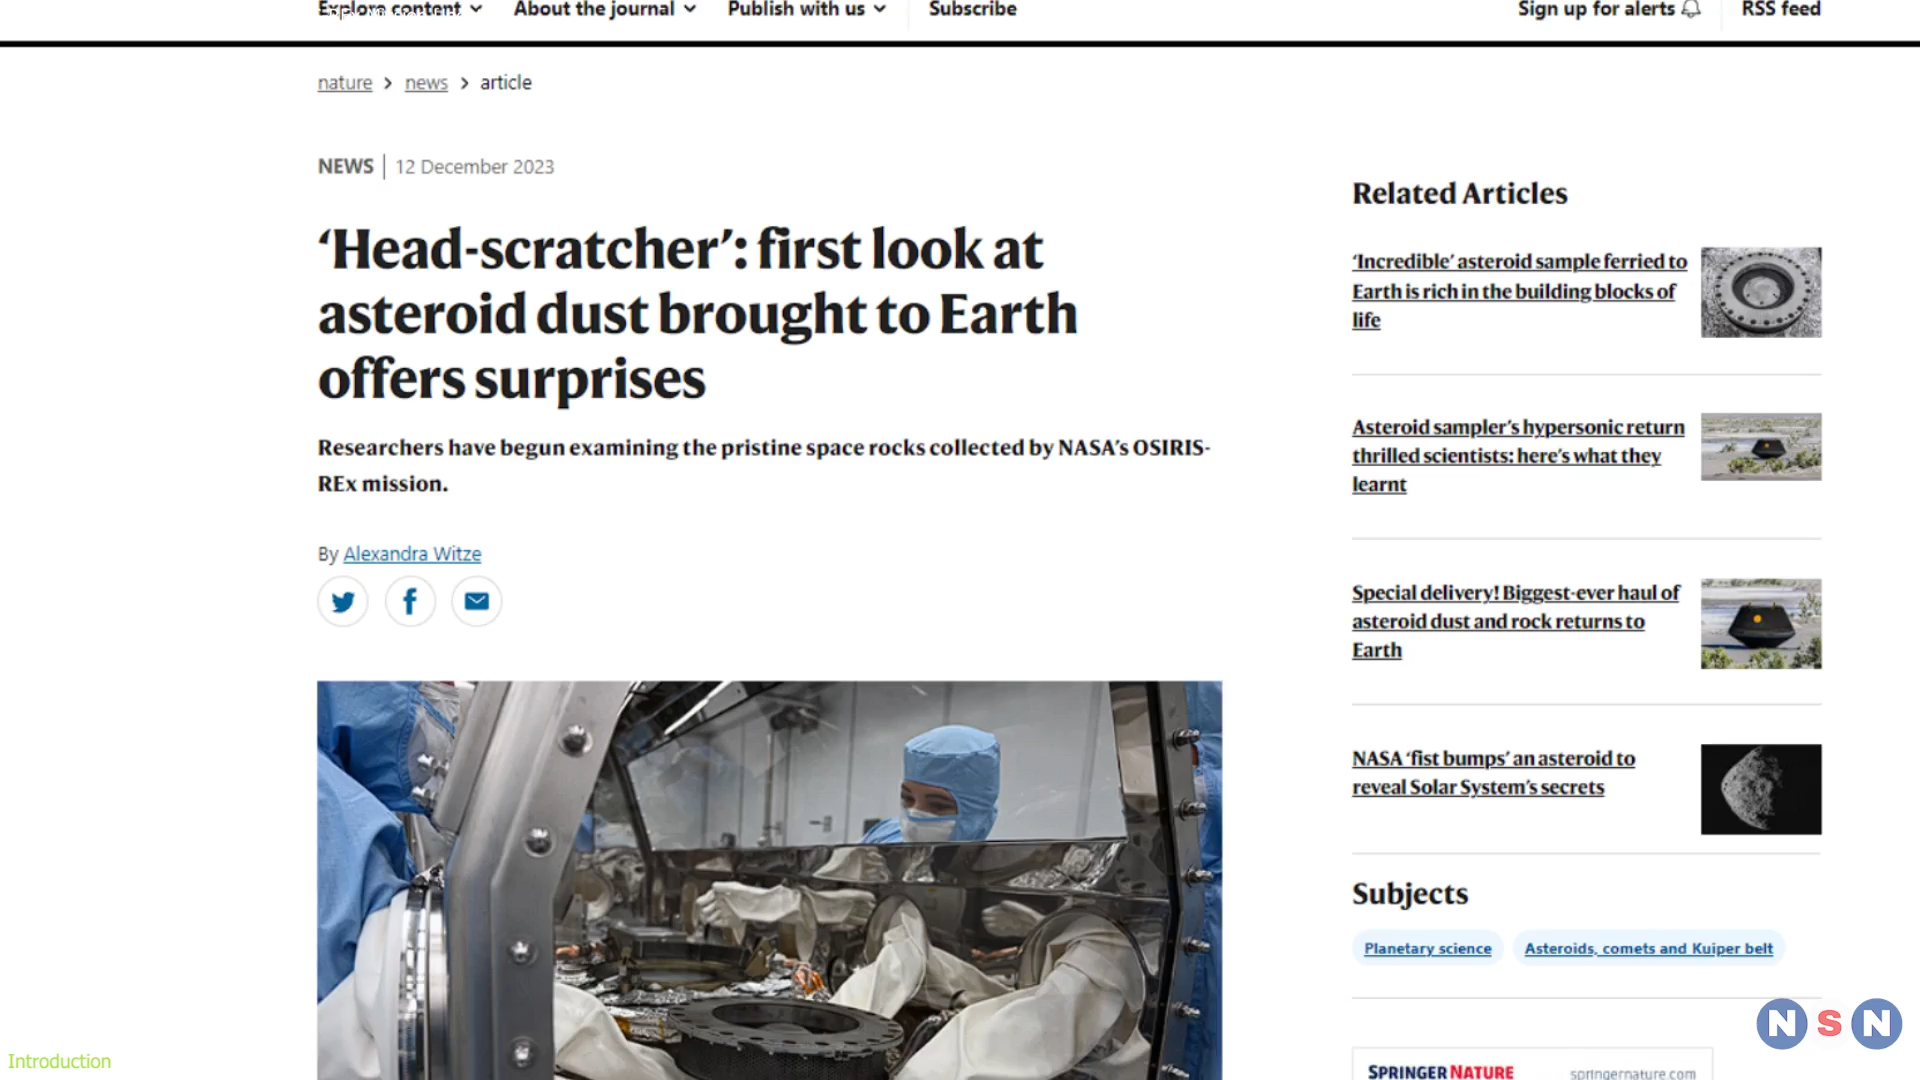 Explore content
About the journal
Publish with us
Subscribe
Sign up for alerts
RSS feed
nature > news > article
NEWS | 12 December 2023
‘Head-scratcher’: first look at
asteroid dust brought to Earth
offers surprises
Researchers have begun examining the pristine space rocks collected by NASA’s OSIRIS-
REx mission.
By Alexandra Witze
Related Articles
‘Incredible’ asteroid sample ferried to
Earth is rich in the building blocks of
life
Asteroid sampler’s hypersonic return
thrilled scientists: here’s what they
learnt
Special delivery! Biggest-ever haul of
asteroid dust and rock returns to
Earth
NASA ‘fist bumps’ an asteroid to
reveal Solar System’s secrets
Subjects
Planetary science
Asteroids, comets and Kuiper belt
NSN
SPRINGER NATURE
springernature.com
Introduction